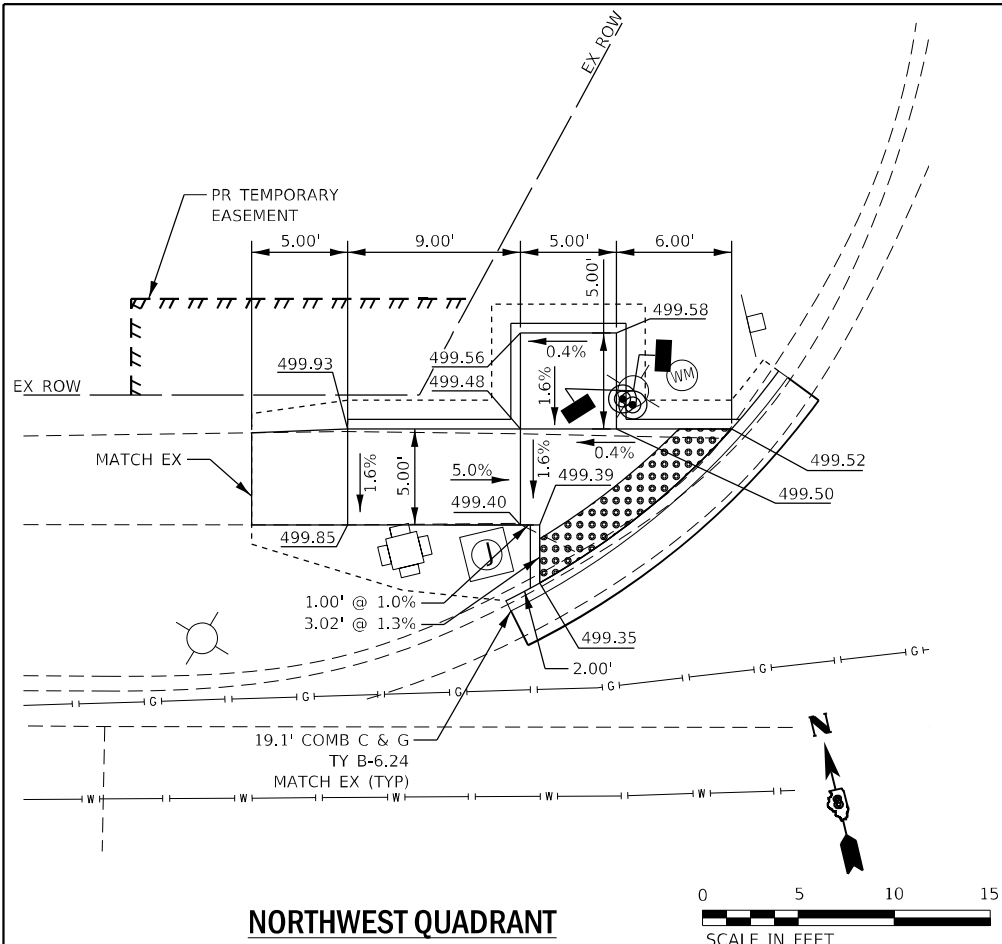 EX ROW
PR TEMPORARY
EASEMENT
5.00'
9.00'
5.00'
6.00'
5.00'
499.58
499.56
0.4%
499.93
499.48
1.6%
WM
EX ROW
0.4%
MATCH EX
1.6%
5.00'
5.0%
1.6%
499.39
499.52
499.50
499.40
499.85
J
1.00' @ 1.0%
3.02' @ 1.3%
499.35
2.00'
G
G
G
G
19.1' COMB C & G
TY B-6.24
MATCH EX (TYP)
W
W
W
W
W
N
S
NORTHWEST QUADRANT
0
5
10
15
SCALE IN FEET